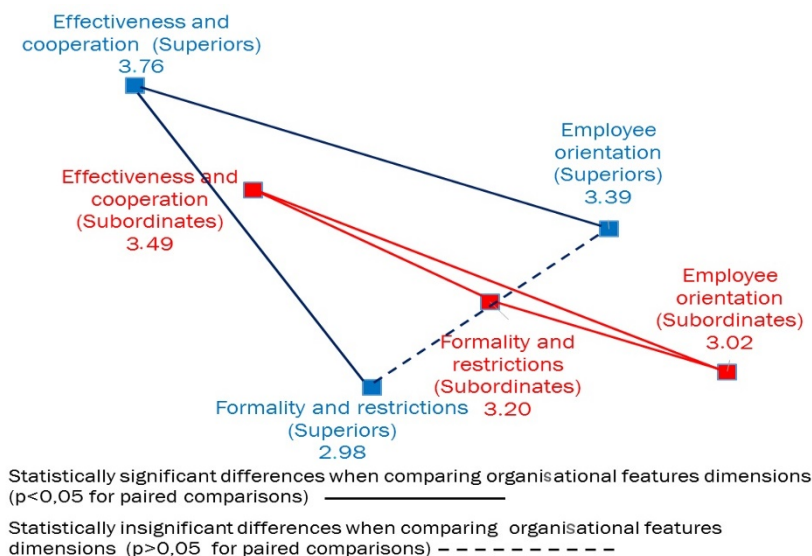 Effectiveness and
cooperation (Superiors)
3.76
Employee
orientation
(Superiors)
3.39
Effectiveness and
cooperation
(Subordinates)
3.49
Employee
orientation
(Subordinates)
3.02
Formality and
restrictions
(Subordinates)
3.20
Formality and restrictions
(Superiors)
2.98
Statistically significant differences when comparing organisational features dimensions
(p<0,05 for paired comparisons)
Statistically insignificant differences when comparing organisational features
dimensions (p>0,05 for paired comparisons)